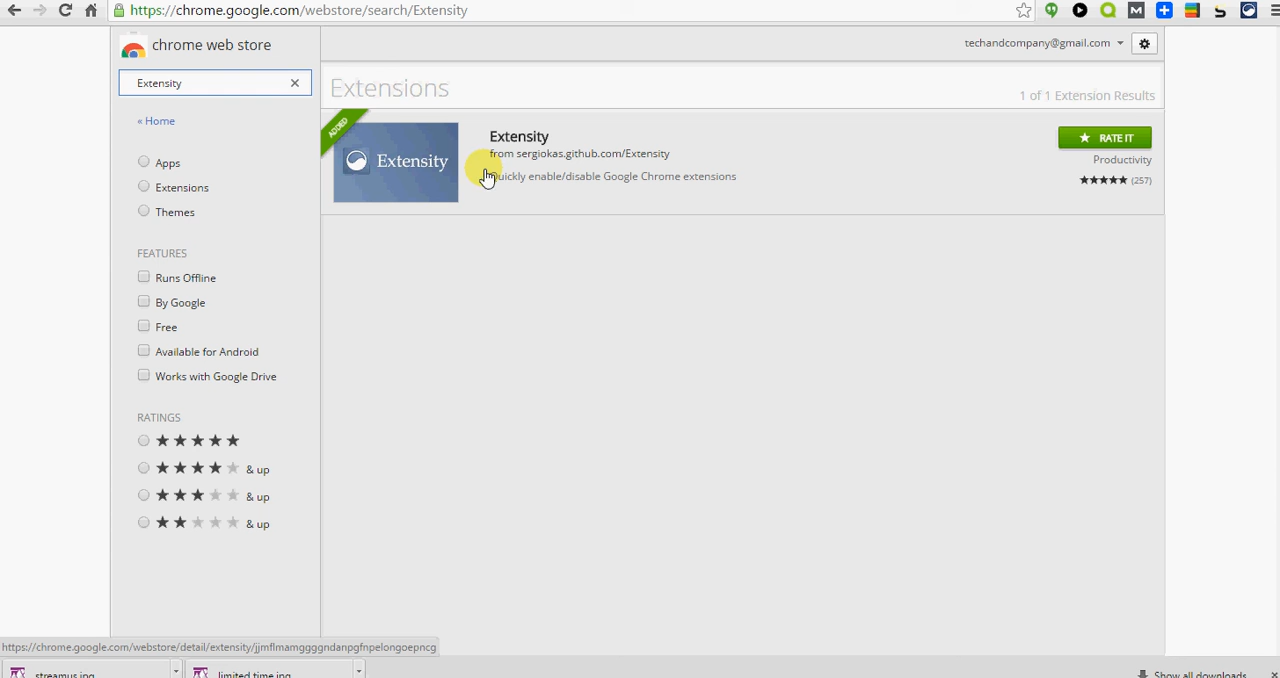 https://chrome.google.com/webstore/search/Extensity
chrome web store
techandcompany@gmail.com
Extensity
« Home
Apps
Extensions
Themes
FEATURES
Runs Offline
By Google
Free
Available for Android
Works with Google Drive
RATINGS
& up
& up
& up
Extensions
1 of 1 Extension Results
ADDED
Extensity
Extensity
from sergiokas.github.com/Extensity
quickly enable/disable Google Chrome extensions
RATE IT
Productivity
(257)
https://chrome.google.com/webstore/detail/extensity/jjmflmamggggndanpgfnpelongoepncg
streamus.jpg
limited time.jpg
Show all downloads...